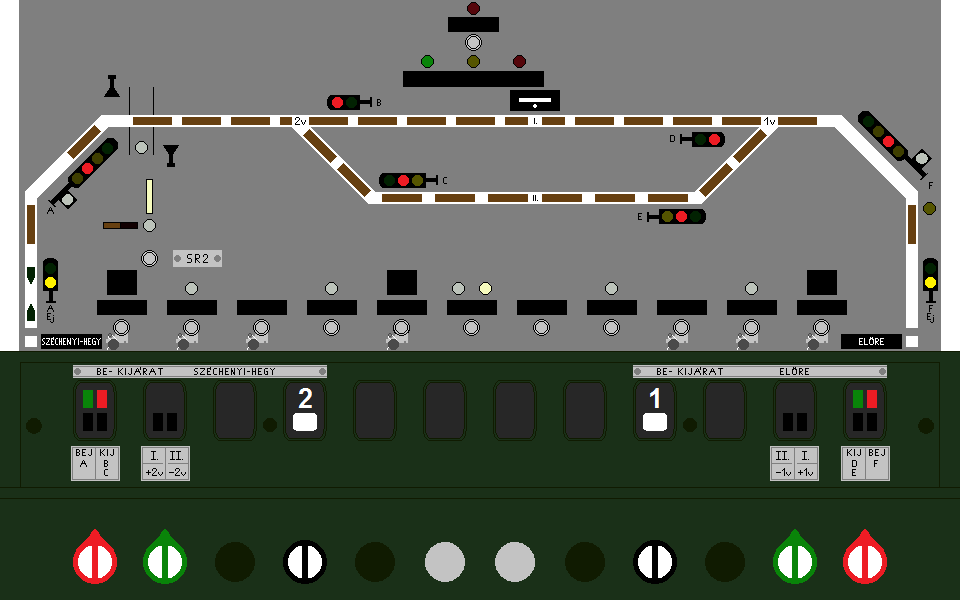 B
2v
I.
1v
D
A
C
F
II.
E
SR2
A
Ej
F
Ej
SZÉCHENYI-HEGY
ELŐRE
BE- KIJÁRAT SZÉCHENYI-HEGY
BE- KIJÁRAT ELŐRE
2
1
BEJ KIJ
A B
C
I. II.
+2v -2v
II. I.
-1v +1v
KIJ BEJ
D F
E